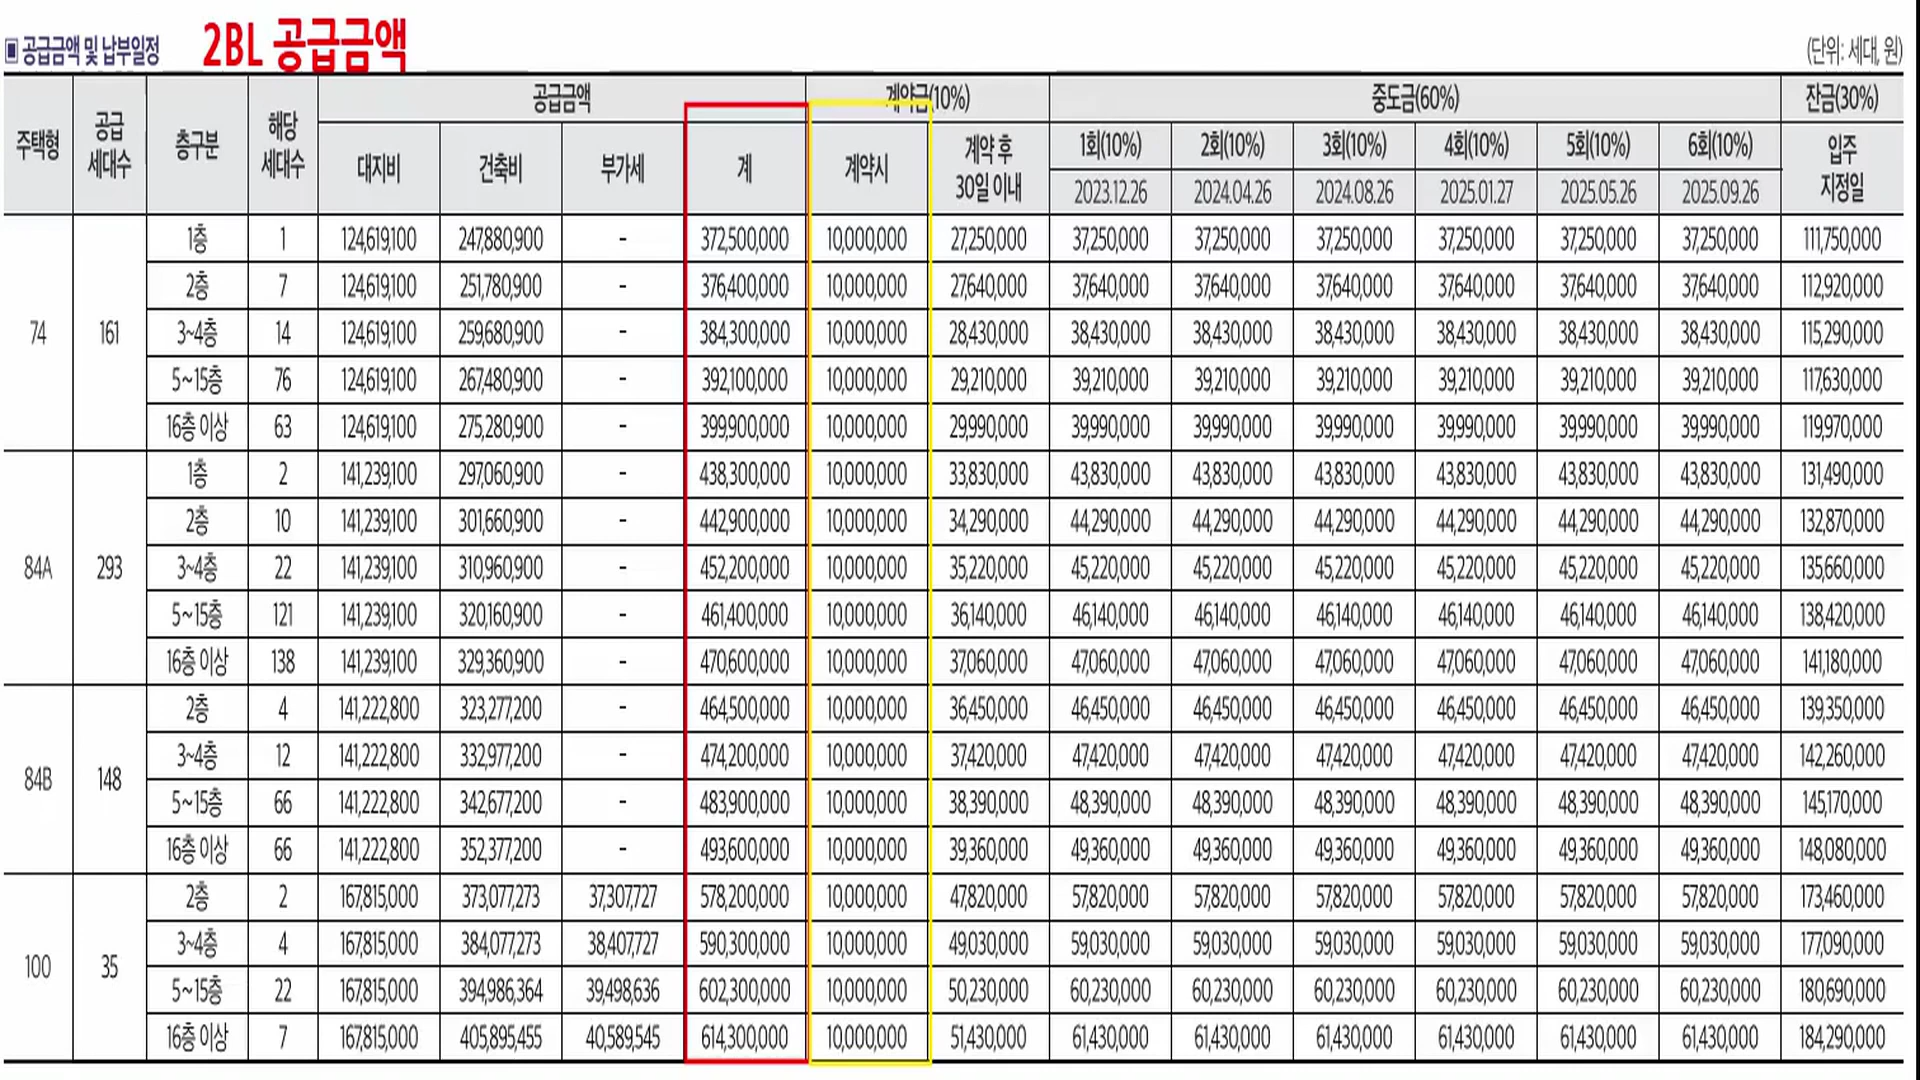 ▣ 공급금액 및 납부일정 2BL 공급금액 (단위: 세대, 원)
주택형 공급 세대수 층구분 해당 세대수 공급금액 계약금(10%) 중도금(60%) 잔금(30%)
대지비 건축비 부가세 계 계약시 계약 후 30일 이내 1회(10%) 2회(10%) 3회(10%) 4회(10%) 5회(10%) 6회(10%) 입주 지정일
2023.12.26 2024.04.26 2024.08.26 2025.01.27 2025.05.26 2025.09.26
74 161 1층 1 124,619,100 247,880,900 - 372,500,000 10,000,000 27,250,000 37,250,000 37,250,000 37,250,000 37,250,000 37,250,000 37,250,000 111,750,000
2층 7 124,619,100 251,780,900 - 376,400,000 10,000,000 27,640,000 37,640,000 37,640,000 37,640,000 37,640,000 37,640,000 37,640,000 112,920,000
3~4층 14 124,619,100 259,680,900 - 384,300,000 10,000,000 28,430,000 38,430,000 38,430,000 38,430,000 38,430,000 38,430,000 38,430,000 115,290,000
5~15층 76 124,619,100 267,480,900 - 392,100,000 10,000,000 29,210,000 39,210,000 39,210,000 39,210,000 39,210,000 39,210,000 39,210,000 117,630,000
16층 이상 63 124,619,100 275,280,900 - 399,900,000 10,000,000 29,990,000 39,990,000 39,990,000 39,990,000 39,990,000 39,990,000 39,990,000 119,970,000
84A 293 1층 2 141,239,100 297,060,900 - 438,300,000 10,000,000 33,830,000 43,830,000 43,830,000 43,830,000 43,830,000 43,830,000 43,830,000 131,490,000
2층 10 141,239,100 301,660,900 - 442,900,000 10,000,000 34,290,000 44,290,000 44,290,000 44,290,000 44,290,000 44,290,000 44,290,000 132,870,000
3~4층 22 141,239,100 310,960,900 - 452,200,000 10,000,000 35,220,000 45,220,000 45,220,000 45,220,000 45,220,000 45,220,000 45,220,000 135,660,000
5~15층 121 141,239,100 320,160,900 - 461,400,000 10,000,000 36,140,000 46,140,000 46,140,000 46,140,000 46,140,000 46,140,000 46,140,000 138,420,000
16층 이상 138 141,239,100 329,360,900 - 470,600,000 10,000,000 37,060,000 47,060,000 47,060,000 47,060,000 47,060,000 47,060,000 47,060,000 141,180,000
84B 148 2층 4 141,222,800 323,277,200 - 464,500,000 10,000,000 36,450,000 46,450,000 46,450,000 46,450,000 46,450,000 46,450,000 46,450,000 139,350,000
3~4층 12 141,222,800 332,977,200 - 474,200,000 10,000,000 37,420,000 47,420,000 47,420,000 47,420,000 47,420,000 47,420,000 47,420,000 142,260,000
5~15층 66 141,222,800 342,677,200 - 483,900,000 10,000,000 38,390,000 48,390,000 48,390,000 48,390,000 48,390,000 48,390,000 48,390,000 145,170,000
16층 이상 66 141,222,800 352,377,200 - 493,600,000 10,000,000 39,360,000 49,360,000 49,360,000 49,360,000 49,360,000 49,360,000 49,360,000 148,080,000
100 35 2층 2 167,815,000 373,077,273 37,307,727 578,200,000 10,000,000 47,820,000 57,820,000 57,820,000 57,820,000 57,820,000 57,820,000 57,820,000 173,460,000
3~4층 4 167,815,000 384,077,273 38,407,727 590,300,000 10,000,000 49,030,000 59,030,000 59,030,000 59,030,000 59,030,000 59,030,000 59,030,000 177,090,000
5~15층 22 167,815,000 394,986,364 39,498,636 602,300,000 10,000,000 50,230,000 60,230,000 60,230,000 60,230,000 60,230,000 60,230,000 60,230,000 180,690,000
16층 이상 7 167,815,000 405,895,455 40,589,545 614,300,000 10,000,000 51,430,000 61,430,000 61,430,000 61,430,000 61,430,000 61,430,000 61,430,000 184,290,000